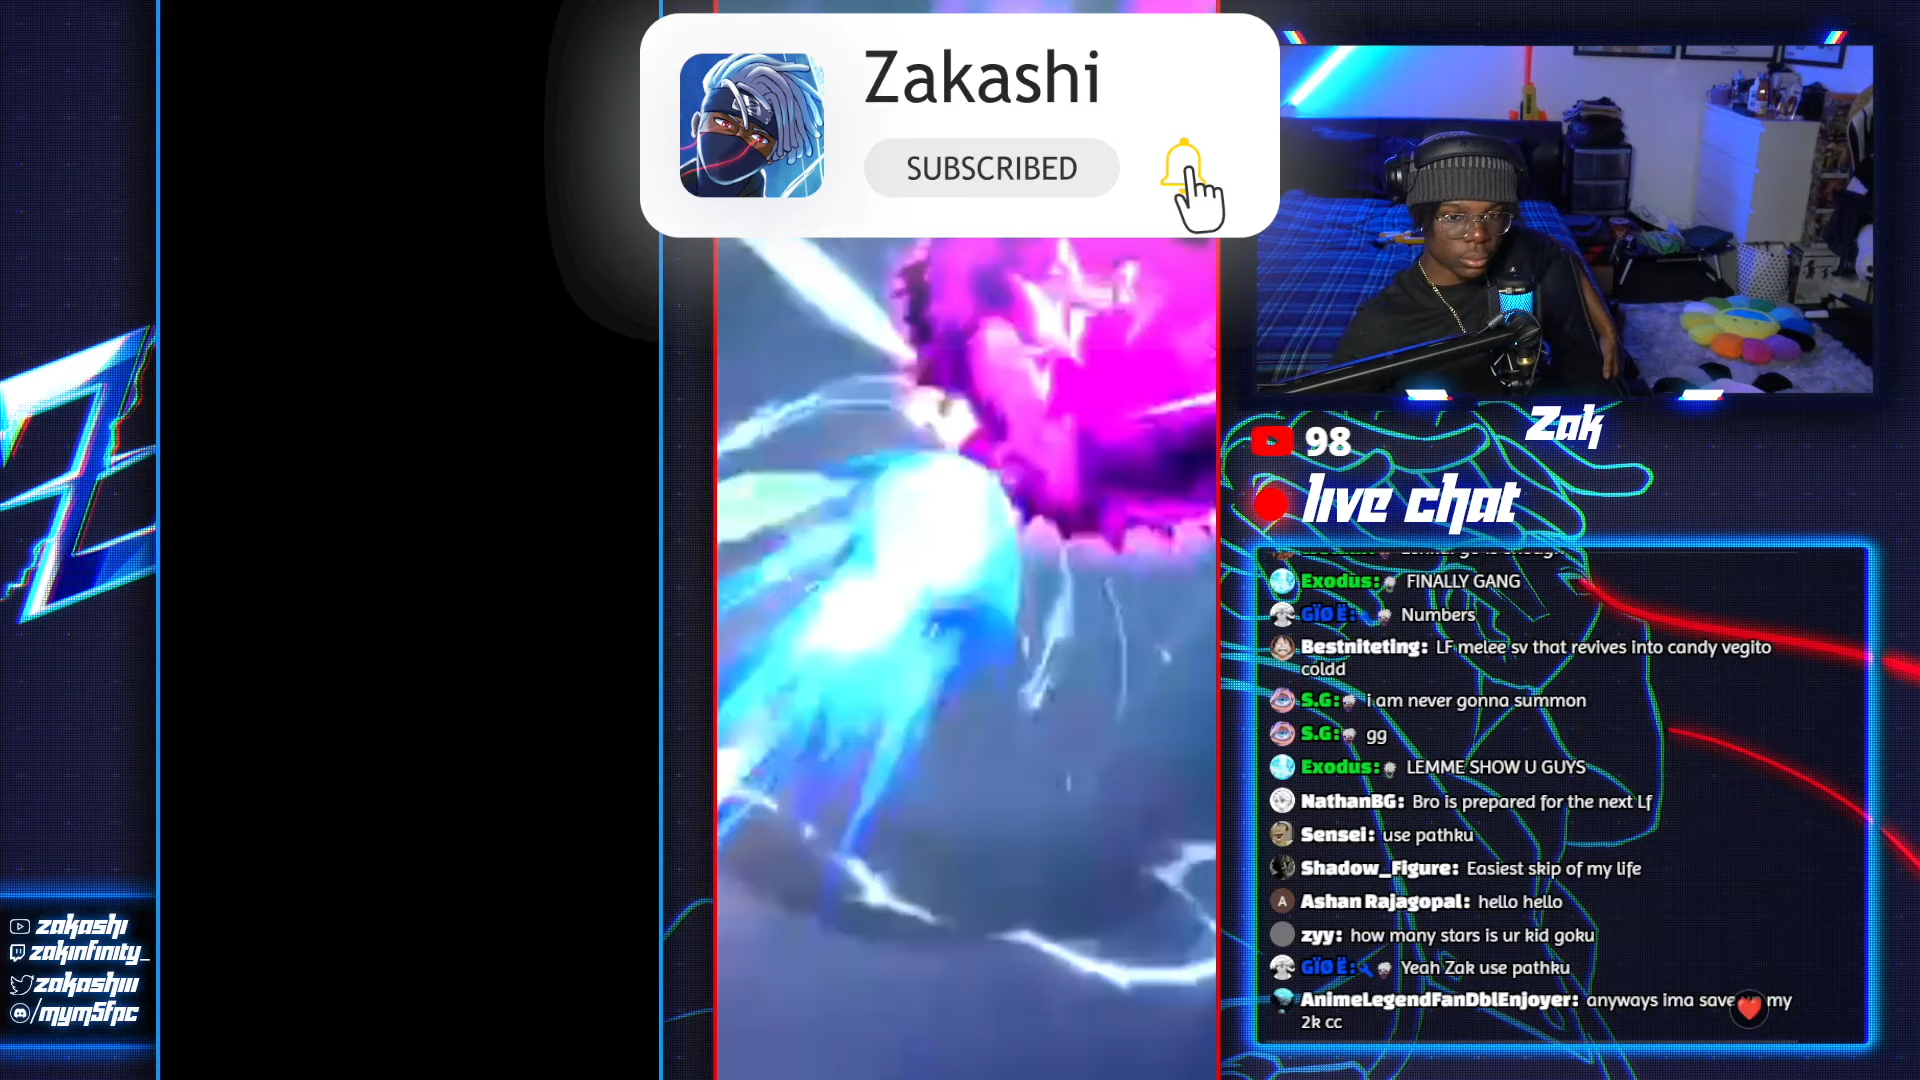 Zakashi
SUBSCRIBED
Zak
98
live chat
Exodus: FINALLY GANG
GÏØ Ë: Numbers
Bestniteting: LF melee sv that revives into candy vegito
coldd
S.G: i am never gonna summon
S.G: gg
Exodus: LEMME SHOW U GUYS
NathanBG: Bro is prepared for the next Lf
Sensei: use pathku
Shadow_Figure: Easiest skip of my life
A Ashan Rajagopal: hello hello
zyy: how many stars is ur kid goku
GÏØ Ë: Yeah Zak use pathku
AnimeLegendFanDblEnjoyer: anyways ima save my
2k cc
zakashi
zakinfinity_
zakashiii
/mym5fpc